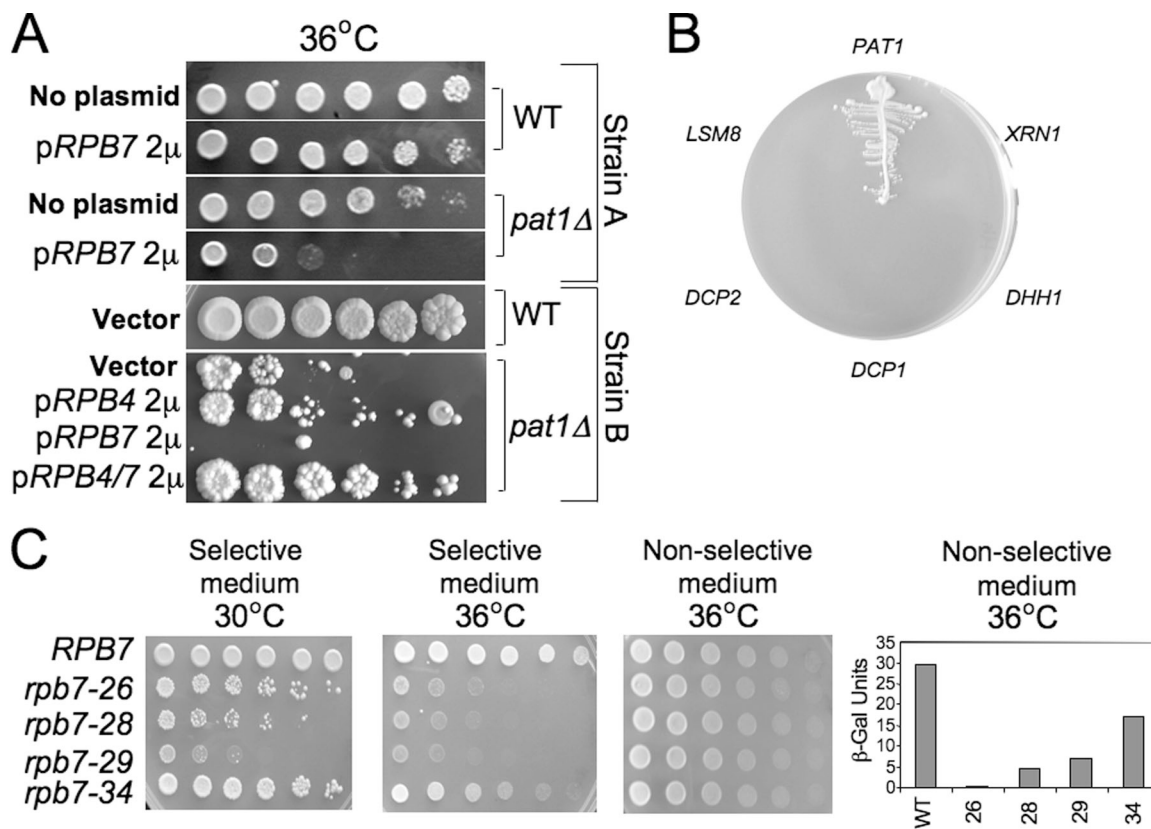 A
36°C
No plasmid
pRPB7 2μ
WT
No plasmid
pRPB7 2μ
pat1Δ
Strain A
Vector
WT
Vector
pRPB4 2μ
pRPB7 2μ
pRPB4/7 2μ
pat1Δ
Strain B
B
PAT1
LSM8
XRN1
DCP2
DHH1
DCP1
C
Selective
medium
30°C
Selective
medium
36°C
Non-selective
medium
36°C
Non-selective
medium
36°C
RPB7
rpb7-26
rpb7-28
rpb7-29
rpb7-34
β-Gal Units
35
30
25
20
15
10
5
0
WT
26
28
29
34